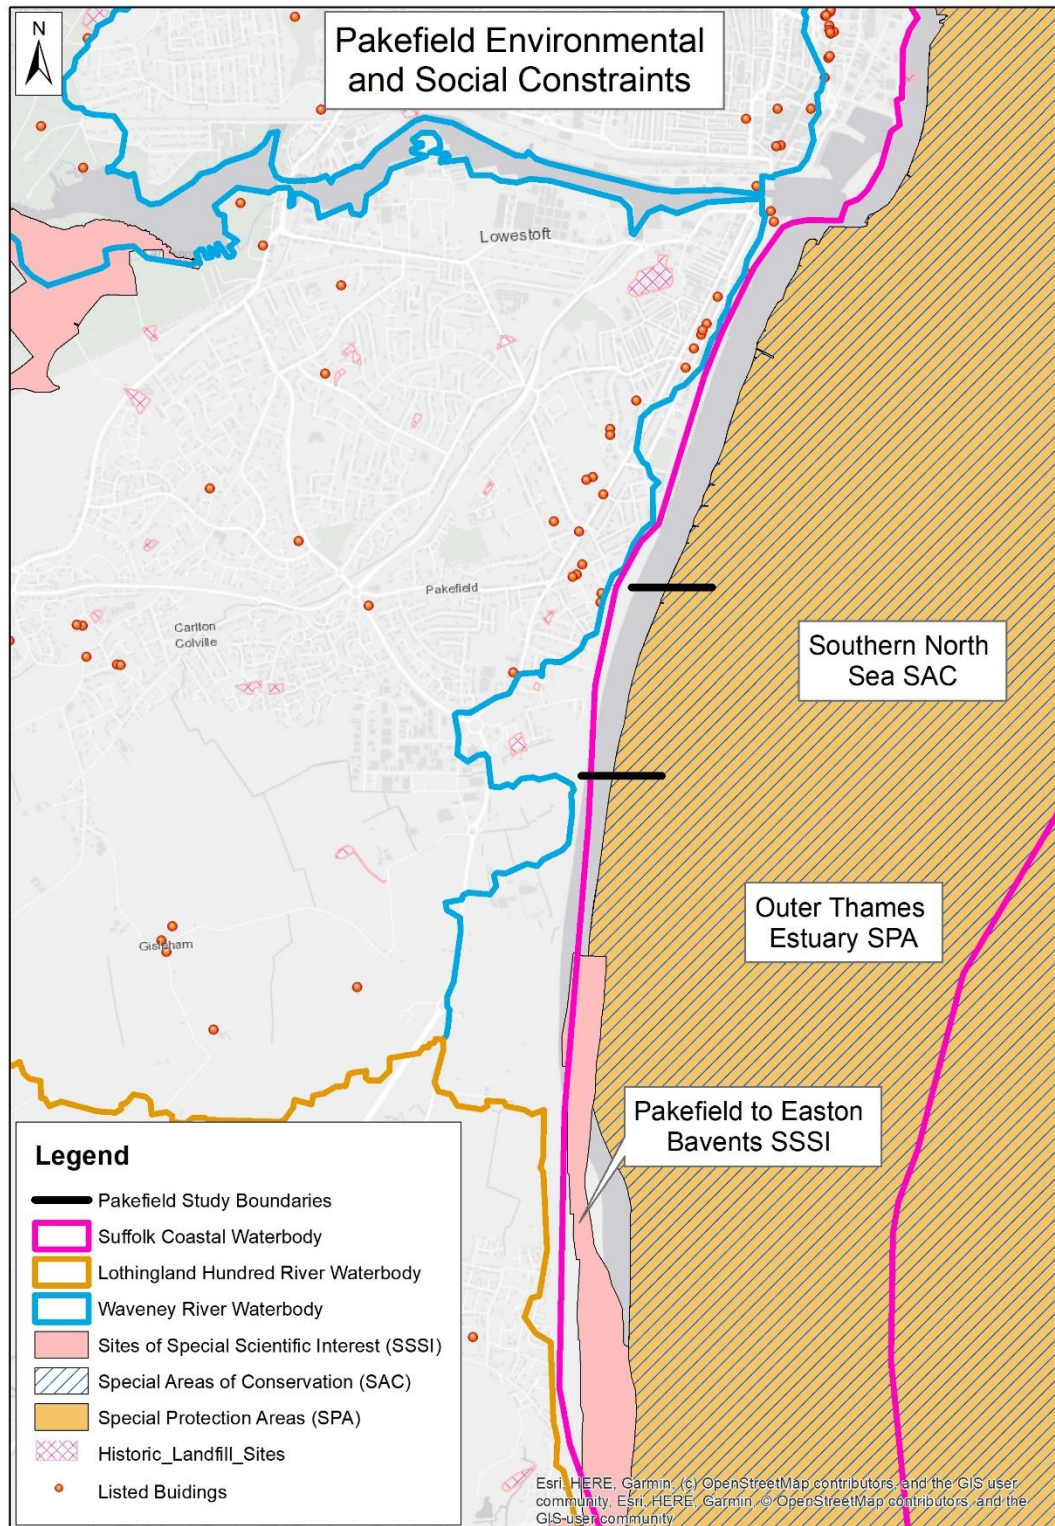 N
Pakefield Environmental
and Social Constraints
Lowestoft
Pakefield
Carlton
Colville
Southern North
Sea SAC
Outer Thames
Estuary SPA
Gisleham
Pakefield to Easton
Bavents SSSI
Legend
Pakefield Study Boundaries
Suffolk Coastal Waterbody
Lothingland Hundred River Waterbody
Waveney River Waterbody
Sites of Special Scientific Interest (SSSI)
Special Areas of Conservation (SAC)
Special Protection Areas (SPA)
Historic_Landfill_Sites
Listed Buidings
Esri, HERE, Garmin, (c) OpenStreetMap contributors, and the GIS user
community, Esri, HERE, Garmin, © OpenStreetMap contributors, and the
GIS user community